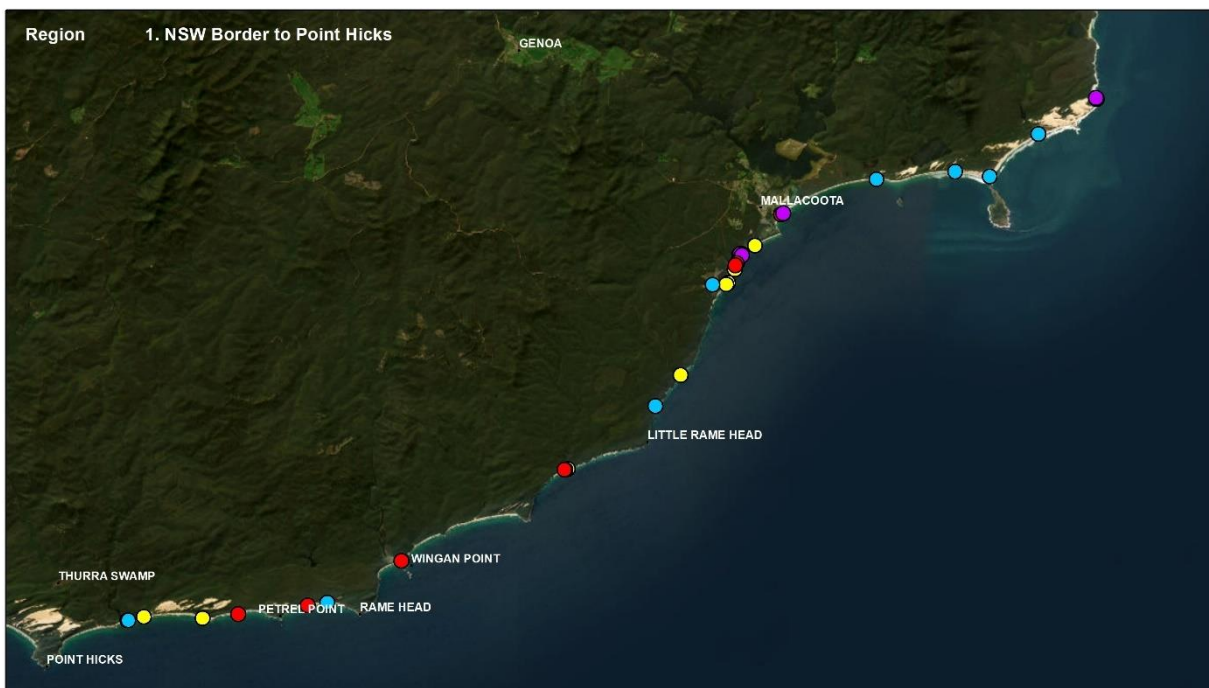 Region 1. NSW Border to Point Hicks
GENOA
MALLACOOTA
LITTLE RAME HEAD
WINGAN POINT
THURRA SWAMP
PETREL POINT
RAME HEAD
POINT HICKS